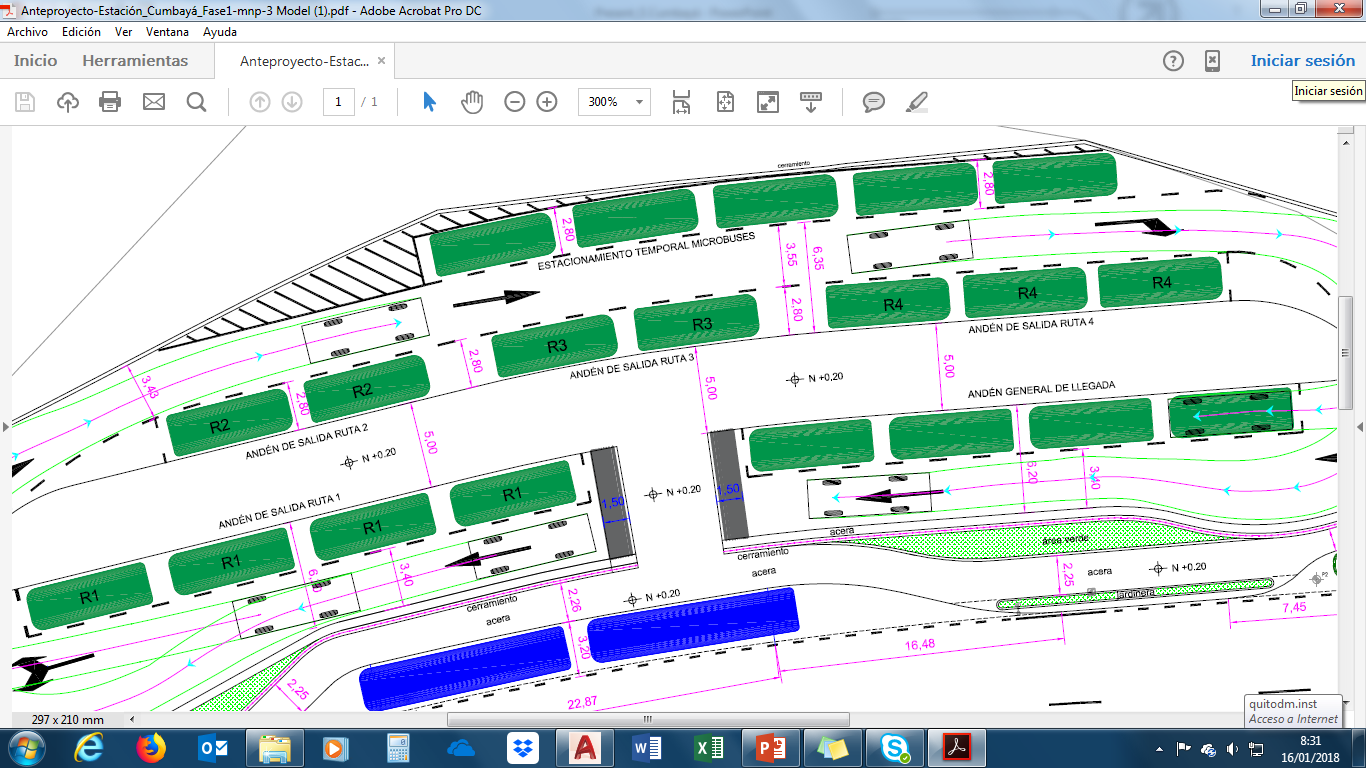 Anteproyecto-Estación_Cumbayá_Fase1-mnp-3 Model (1).pdf - Adobe Acrobat Pro DC
Archivo Edición Ver Ventana Ayuda
Inicio Herramientas Anteproyecto-Estac... × Iniciar sesión
1 / 1 300%
Iniciar sesión
cerramiento
2,80
2,80
ESTACIONAMIENTO TEMPORAL MICROBUSES
3,55
6,35
2,80
R4
R4
R4
ANDÉN DE SALIDA RUTA 4
R3
R3
2,80
ANDÉN DE SALIDA RUTA 3
3,43
R2
R2
2,80
ANDÉN DE SALIDA RUTA 2
5,00
5,00
5,00
N +0.20
N +0.20
N +0.20
ANDÉN GENERAL DE LLEGADA
6,20
3,40
ANDÉN DE SALIDA RUTA 1
R1
R1
R1
R1
3,40
1,50
1,50
acera
cerramiento
acera
área verde
acera
N +0.20
jardinera
2,25
7,45
P2
cerramiento
acera
2,26
N +0.20
3,20
2,25
22,87
16,48
297 x 210 mm
quitodm.inst
Acceso a Internet
8:31
16/01/2018